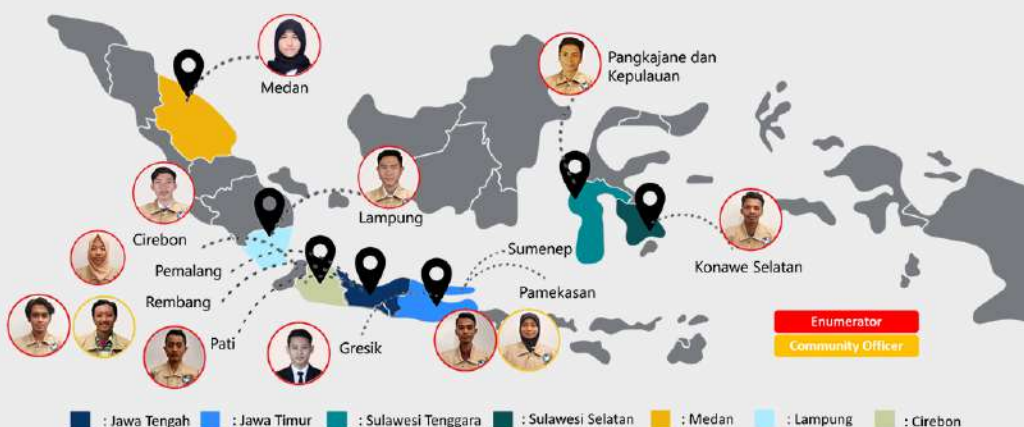 Medan
Pangkajane dan
Kepulauan
Lampung
Cirebon
Pemalang
Rembang
Pati
Gresik
Sumenep
Pamekasan
Konawe Selatan
Enumerator
Community Officer
: Jawa Tengah
: Jawa Timur
: Sulawesi Tenggara
: Sulawesi Selatan
: Medan
: Lampung
: Cirebon